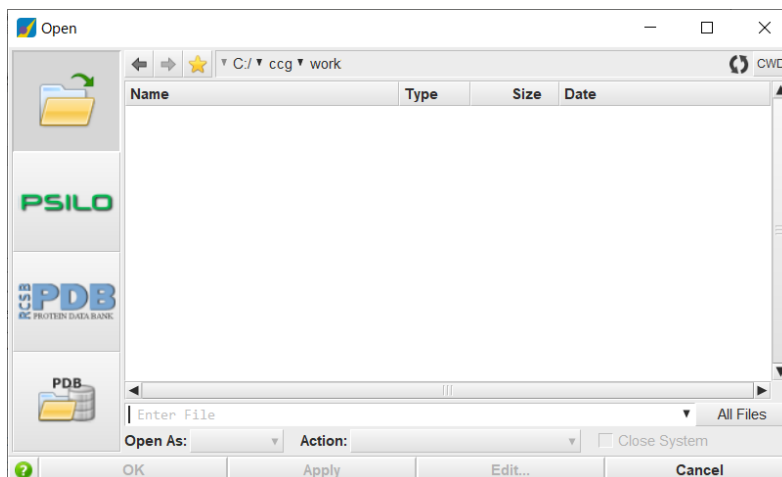 Open
C:/ ccg work CWD
Name Type Size Date
PSILO
RCSB PDB
PROTEIN DATA BANK
PDB
Enter File All Files
Open As: Action: Close System
? OK Apply Edit... Cancel